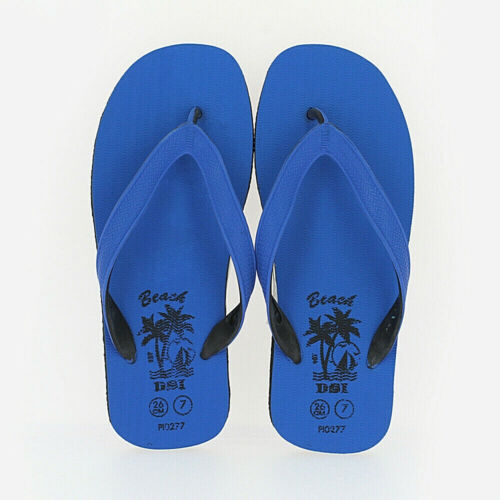 Beach
DSI
26 CM 7
PI0277
Beach
DSI
26 CM 7
PI0277